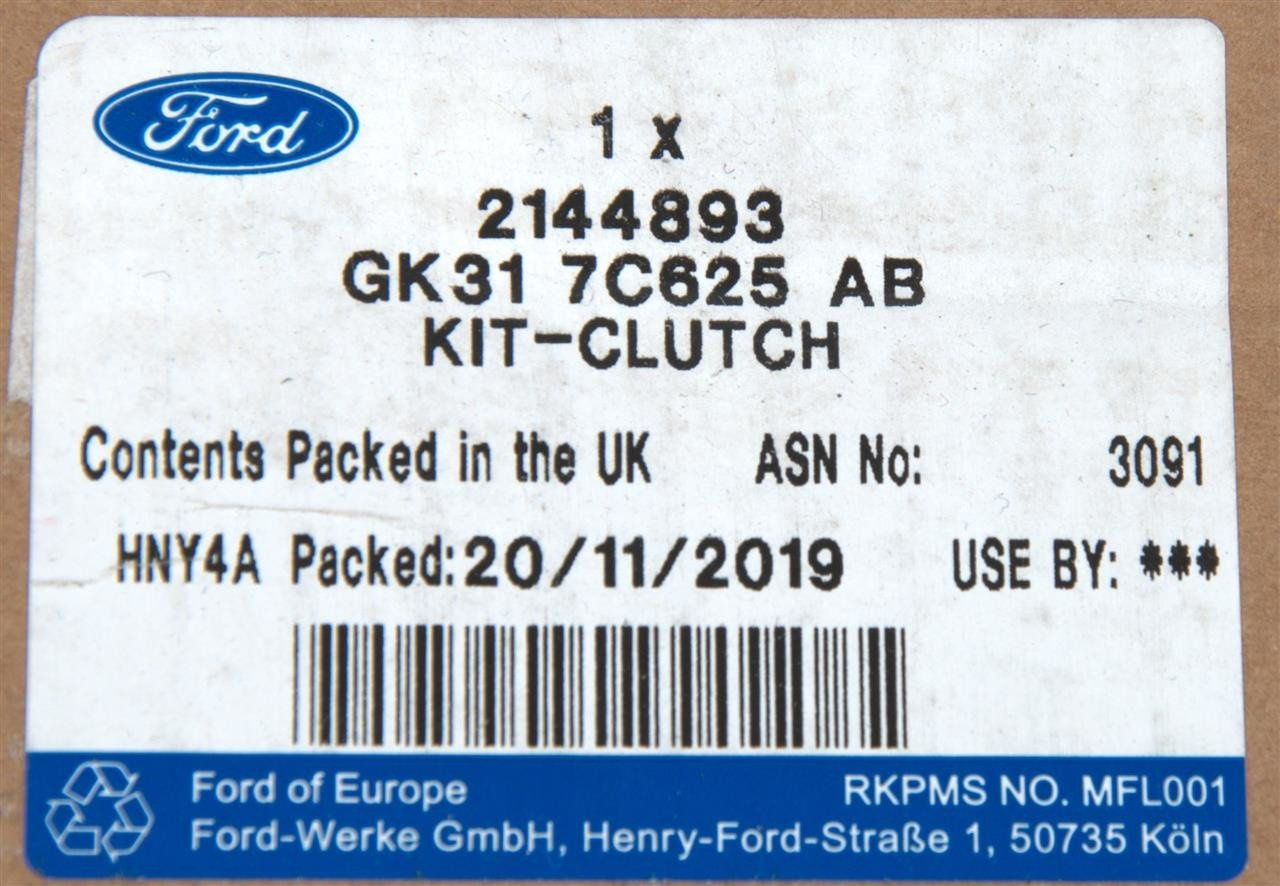 Ford
1 x
2144893
GK31 7C625 AB
KIT-CLUTCH
Contents Packed in the UK ASN No: 3091
HNY4A Packed: 20/11/2019 USE BY: ***
Ford of Europe RKPMS NO. MFL001
Ford-Werke GmbH, Henry-Ford-Straße 1, 50735 Köln